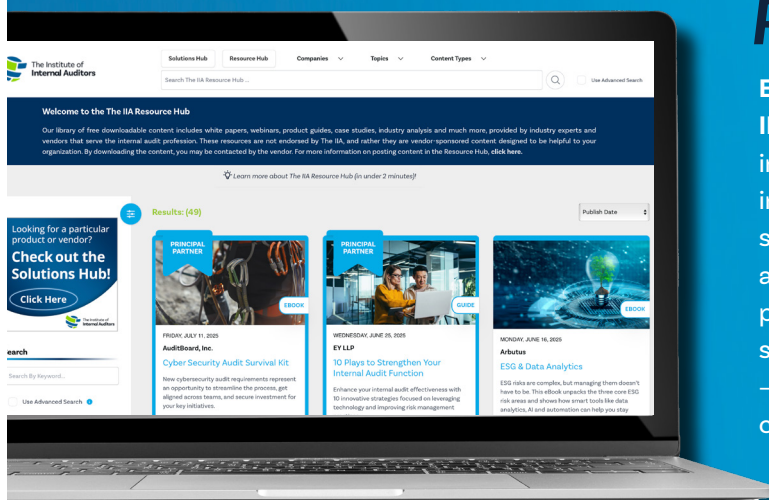 The Institute of
Internal Auditors
Solutions Hub
Resource Hub
Companies
Topics
Content Types
Search The IIA Resource Hub ...
Use Advanced Search
Welcome to the The IIA Resource Hub
Our library of free downloadable content includes white papers, webinars, product guides, case studies, industry analysis and much more, provided by industry experts and
vendors that serve the internal audit profession. These resources are not endorsed by The IIA, and rather they are vendor-sponsored content designed to be helpful to your
organization. By downloading the content, you may be contacted by the vendor. For more information on posting content in the Resource Hub, click here.
Learn more about The IIA Resource Hub (in under 2 minutes)!
Looking for a particular
product or vendor?
Check out the
Solutions Hub!
Click Here
The Institute of
Internal Auditors
earch
Search By Keyword...
Use Advanced Search
Results: (49)
Publish Date
PRINCIPAL
PARTNER
EBOOK
FRIDAY, JULY 11, 2025
AuditBoard, Inc.
Cyber Security Audit Survival Kit
New cybersecurity audit requirements represent
an opportunity to streamline the process, get
aligned across teams, and secure investment for
your key initiatives.
PRINCIPAL
PARTNER
GUIDE
WEDNESDAY, JUNE 25, 2025
EY LLP
10 Plays to Strengthen Your
Internal Audit Function
Enhance your internal audit effectiveness with
10 innovative strategies focused on leveraging
technology and improving risk management
EBOOK
MONDAY, JUNE 16, 2025
Arbutus
ESG & Data Analytics
ESG risks are complex, but managing them doesn't
have to be. This eBook unpacks the three core ESG
risk areas and shows how smart tools like data
analytics, AI and automation can help you stay